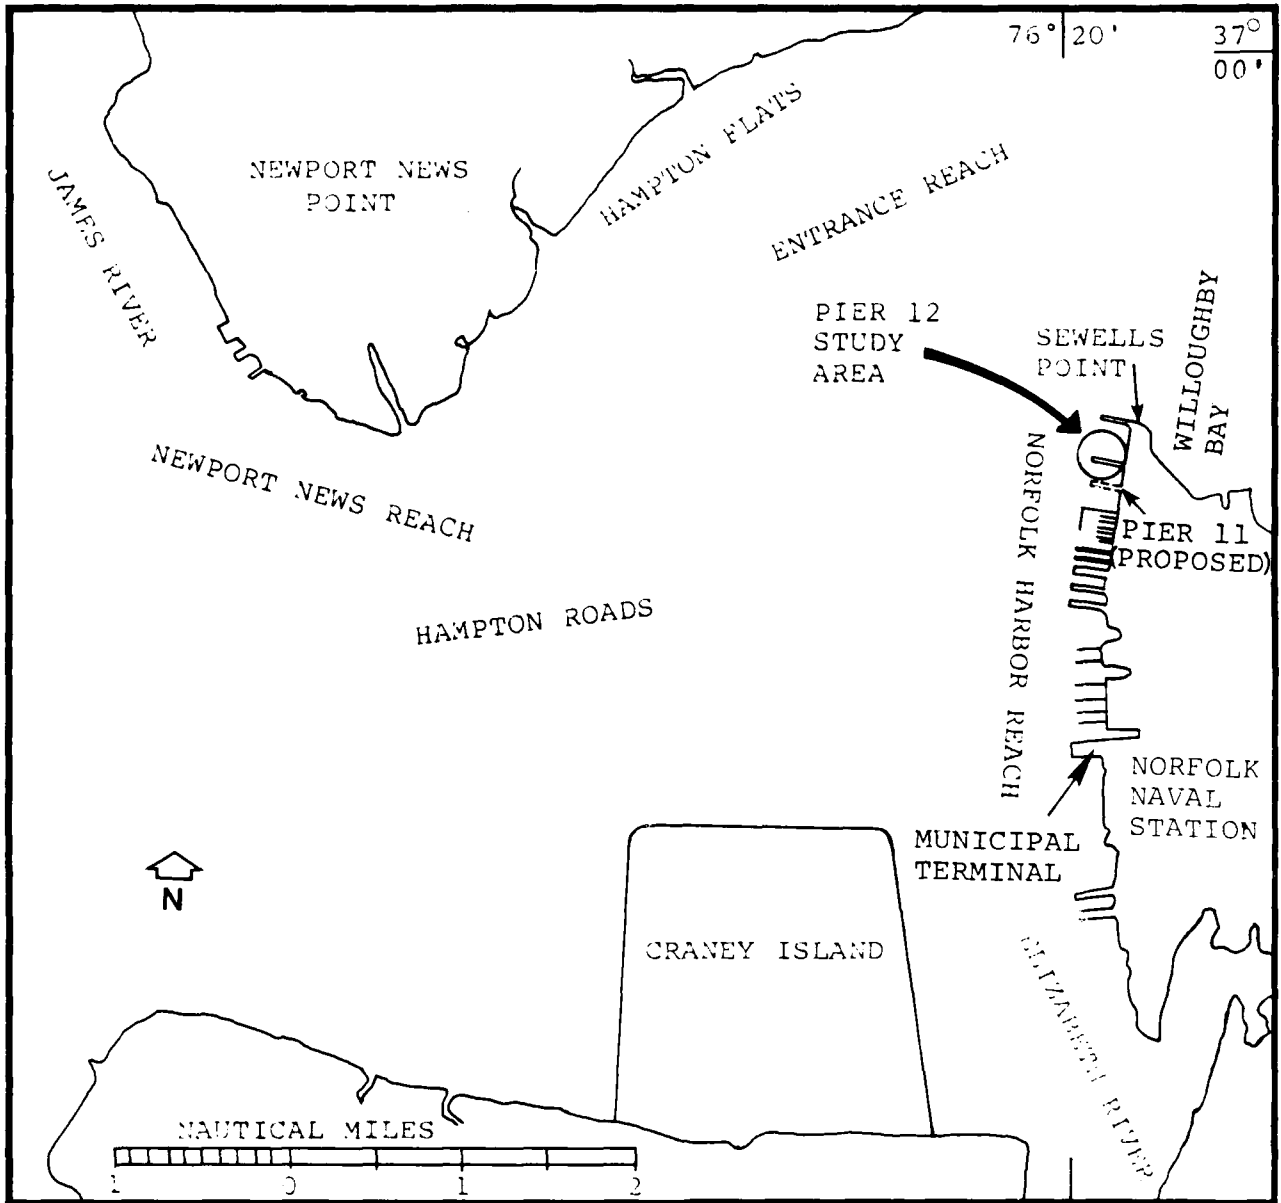 76° 20'
37°
00'
NEWPORT NEWS
POINT
HAMPTON FLATS
JAMES RIVER
ENTRANCE REACH
PIER 12
STUDY
AREA
SEWELLS
POINT
WILLOUGHBY
BAY
NEWPORT NEWS REACH
NORFOLK HARBOR REACH
PIER 11
(PROPOSED)
HAMPTON ROADS
NORFOLK
NAVAL
STATION
MUNICIPAL
TERMINAL
N
CRANEY ISLAND
ELIZABETH RIVER
NAUTICAL MILES
1 0 1 2